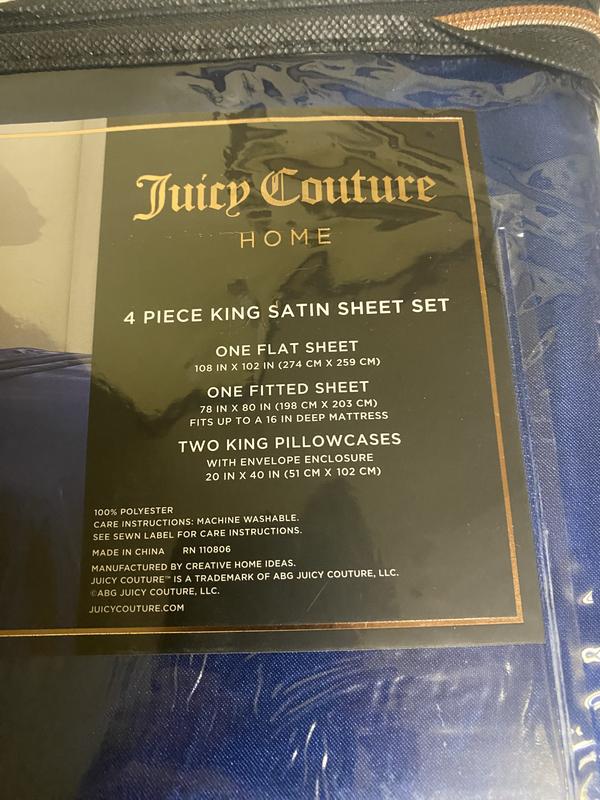 Juicy Couture
HOME
4 PIECE KING SATIN SHEET SET
ONE FLAT SHEET
108 IN X 102 IN (274 CM X 259 CM)
ONE FITTED SHEET
78 IN X 80 IN (198 CM X 203 CM)
FITS UP TO A 16 IN DEEP MATTRESS
TWO KING PILLOWCASES
WITH ENVELOPE ENCLOSURE
20 IN X 40 IN (51 CM X 102 CM)
100% POLYESTER
CARE INSTRUCTIONS: MACHINE WASHABLE.
SEE SEWN LABEL FOR CARE INSTRUCTIONS.
MADE IN CHINA RN 110806
MANUFACTURED BY CREATIVE HOME IDEAS.
JUICY COUTURE™ IS A TRADEMARK OF ABG JUICY COUTURE, LLC.
©ABG JUICY COUTURE, LLC.
JUICYCOUTURE.COM